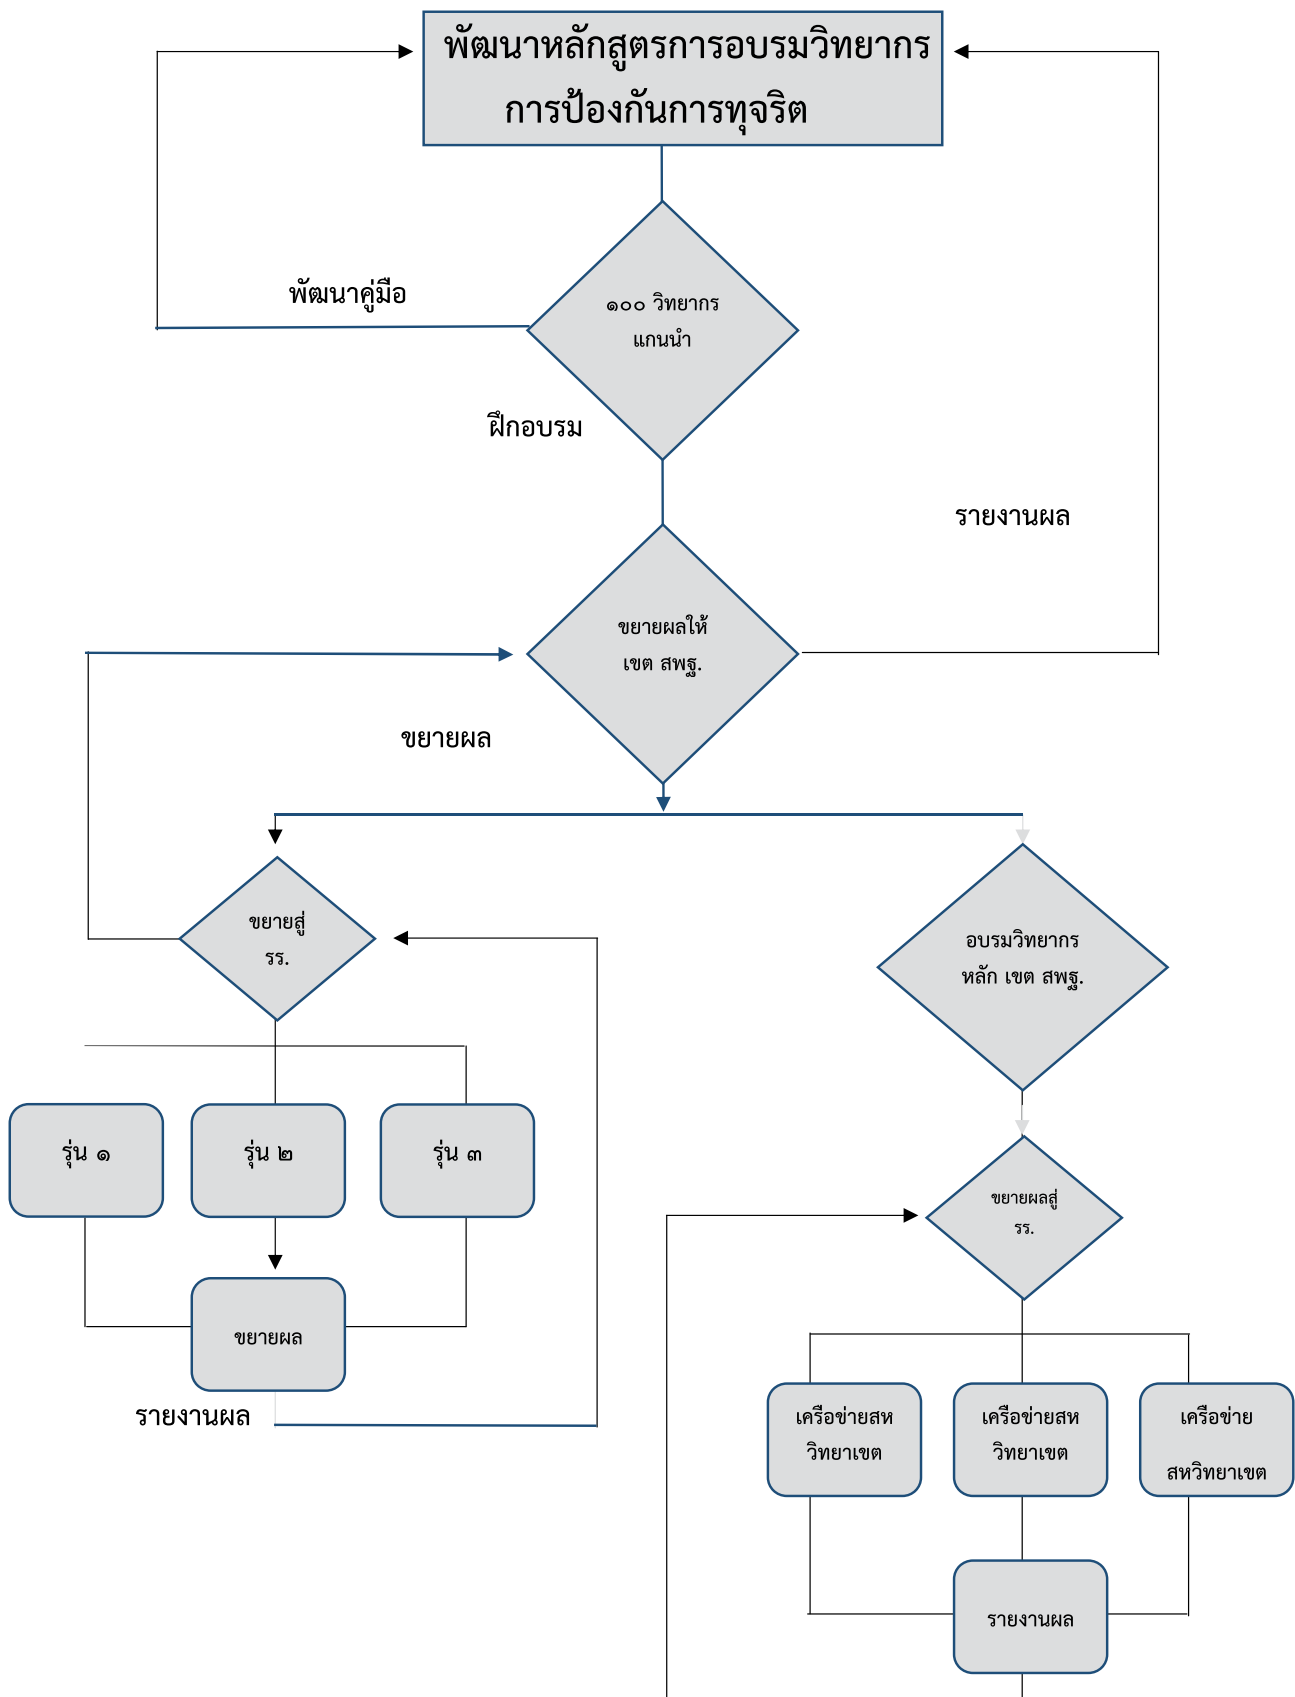 พัฒนาหลักสูตรการอบรมวิทยากร
การป้องกันการทุจริต
พัฒนาคู่มือ
๑๐๐ วิทยากร
แกนนำ
ฝึกอบรม
รายงานผล
ขยายผลให้
เขต สพฐ.
ขยายผล
ขยายสู่
รร.
อบรมวิทยากร
หลัก เขต สพฐ.
รุ่น ๑
รุ่น ๒
รุ่น ๓
ขยายผลสู่
รร.
ขยายผล
รายงานผล
เครือข่ายสห
วิทยาเขต
เครือข่ายสห
วิทยาเขต
เครือข่าย
สหวิทยาเขต
รายงานผล